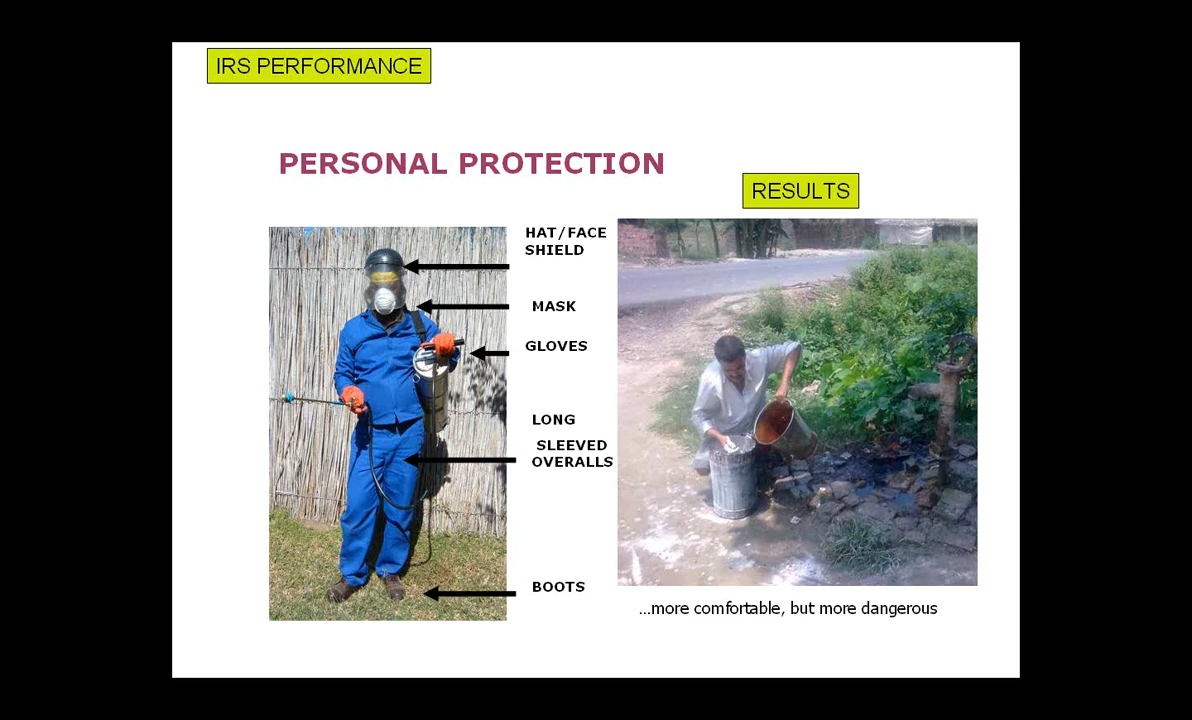 IRS PERFORMANCE
PERSONAL PROTECTION
RESULTS
HAT/FACE
SHIELD
MASK
GLOVES
LONG
SLEEVED
OVERALLS
BOOTS
...more comfortable, but more dangerous